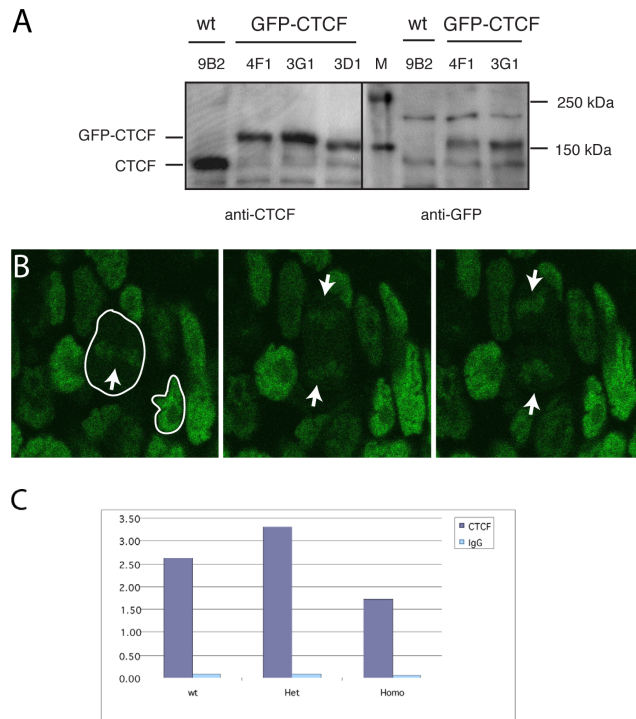 A
wt GFP-CTCF wt GFP-CTCF
9B2 4F1 3G1 3D1 M 9B2 4F1 3G1
250 kDa
GFP-CTCF
150 kDa
CTCF
anti-CTCF anti-GFP
B
C
3.50
CTCF
3.00
IgG
2.50
2.00
1.50
1.00
0.50
0.00
wt Het Homo